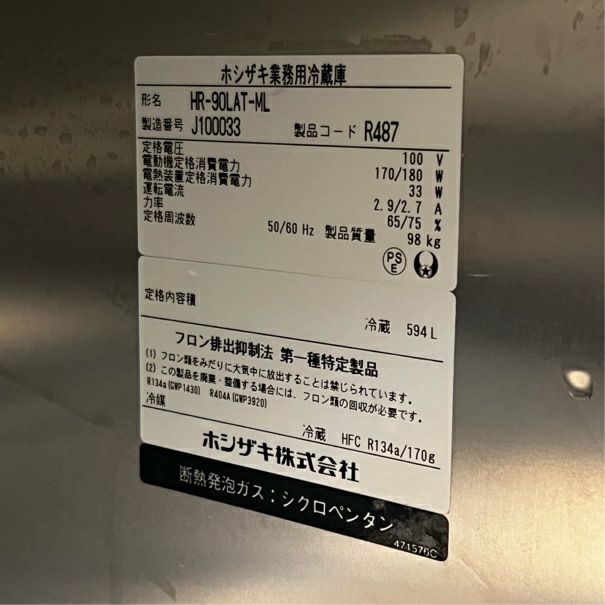 ホシザキ業務用冷蔵庫
形名 HR-90LAT-ML
製造番号 J100033 製品コード R487
定格電圧 100 V
電動機定格消費電力 170/180 W
電熱装置定格消費電力 33 W
運転電流 2.9/2.7 A
力率 65/75 %
定格周波数 50/60 Hz 製品質量 98 kg
PS
E
定格内容積 冷蔵 594 L
フロン排出抑制法 第一種特定製品
(1) フロン類をみだりに大気中に放出することは禁じられています。
(2) この製品を廃棄・整備する場合には、フロン類の回収が必要です。
R134a(GWP1430) R404A(GWP3920)
冷媒 冷蔵 HFC R134a/170g
ホシザキ株式会社
断熱発泡ガス：シクロペンタン
471576C